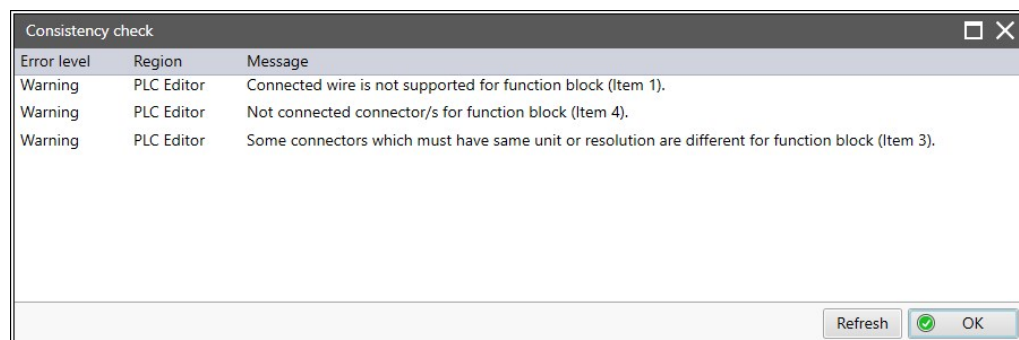 Consistency check
Error level Region Message
Warning PLC Editor Connected wire is not supported for function block (Item 1).
Warning PLC Editor Not connected connector/s for function block (Item 4).
Warning PLC Editor Some connectors which must have same unit or resolution are different for function block (Item 3).
Refresh OK